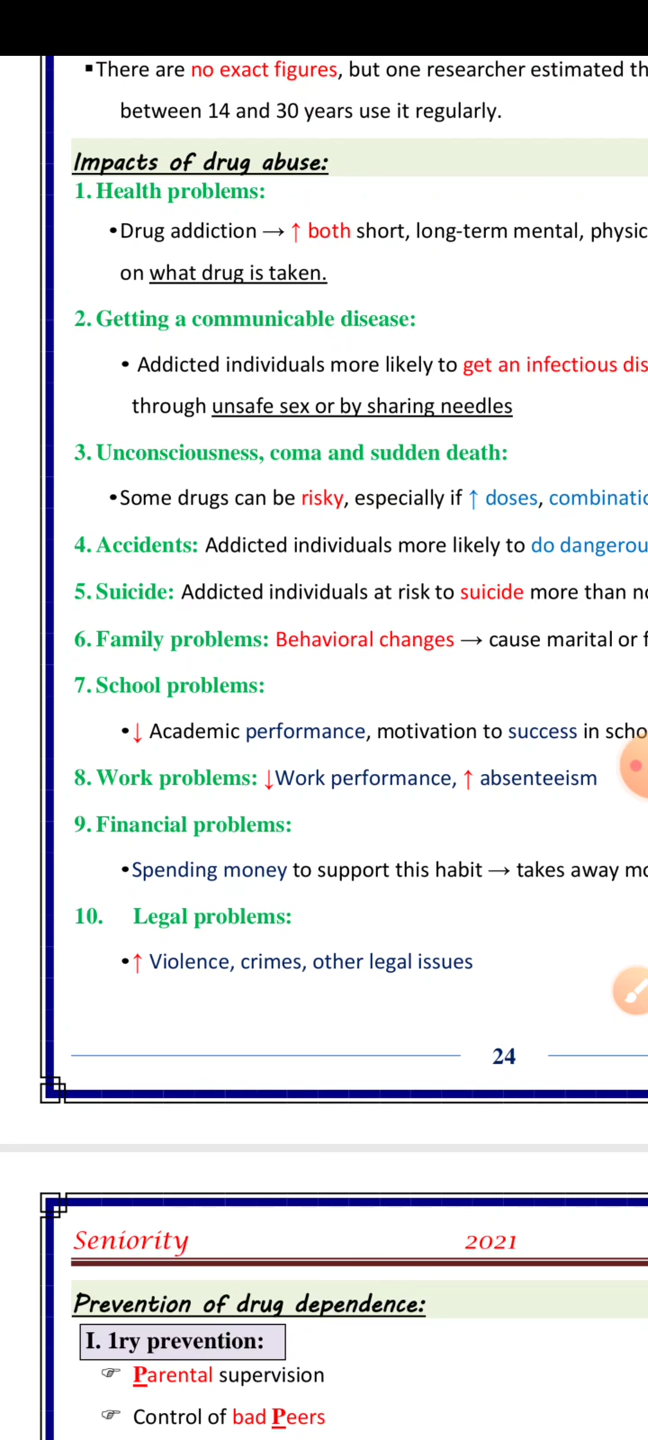 ▪There are no exact figures, but one researcher estimated th
between 14 and 30 years use it regularly.
Impacts of drug abuse:
1. Health problems:
•Drug addiction → ↑ both short, long-term mental, physic
on what drug is taken.
2. Getting a communicable disease:
• Addicted individuals more likely to get an infectious dis
through unsafe sex or by sharing needles
3. Unconsciousness, coma and sudden death:
•Some drugs can be risky, especially if ↑ doses, combinatio
4. Accidents: Addicted individuals more likely to do dangerou
5. Suicide: Addicted individuals at risk to suicide more than no
6. Family problems: Behavioral changes → cause marital or f
7. School problems:
•↓ Academic performance, motivation to success in scho
8. Work problems: ↓Work performance, ↑ absenteeism
9. Financial problems:
•Spending money to support this habit → takes away mo
10. Legal problems:
•↑ Violence, crimes, other legal issues
24
Seniority 2021
Prevention of drug dependence:
I. 1ry prevention:
☞ Parental supervision
☞ Control of bad Peers